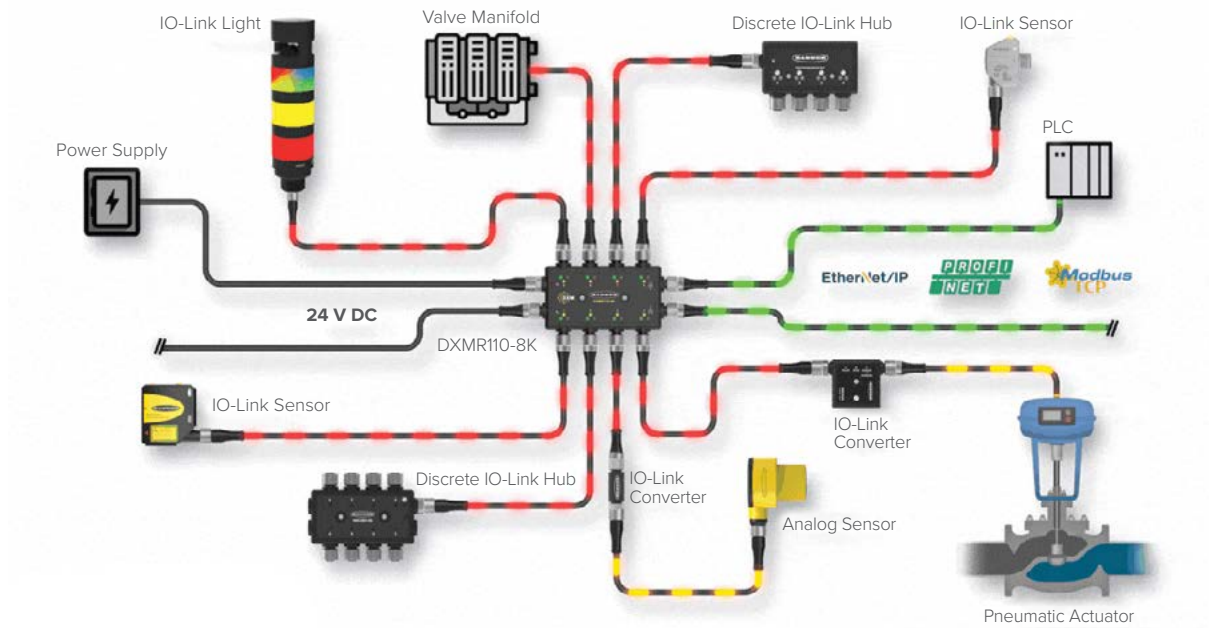 IO-Link Light
Valve Manifold
Discrete IO-Link Hub
IO-Link Sensor
PLC
Power Supply
EtherNet/IP
PROFI
NET
Modbus
TCP
24 V DC
DXMR110-8K
IO-Link Sensor
IO-Link
Converter
Discrete IO-Link Hub
IO-Link
Converter
Analog Sensor
Pneumatic Actuator
BANNER